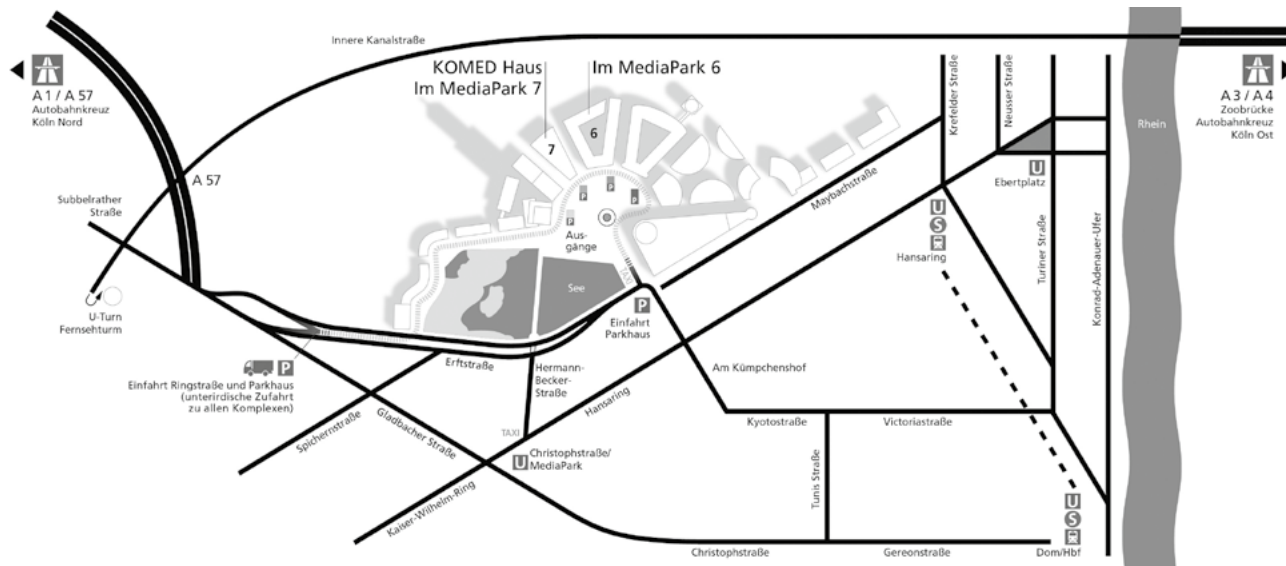 Innere Kanalstraße
KOMED Haus
Im MediaPark 7
Im MediaPark 6
A 1 / A 57
Autobahnkreuz
Köln Nord
A 3 / A 4
Zoobrücke
Autobahnkreuz
Köln Ost
Krefelder Straße
Neusser Straße
Rhein
6
7
U
Ebertplatz
A 57
Subbelrather
Straße
Maybachstraße
P
P
P
P
Aus-
gänge
U
S
Hansaring
Turiner Straße
Konrad-Adenauer-Ufer
TAXI
See
P
Einfahrt
Parkhaus
U-Turn
Fernsehturm
P
Einfahrt Ringstraße und Parkhaus
(unterirdische Zufahrt
zu allen Komplexen)
Erftstraße
Hermann-
Becker-
Straße
Hansaring
Am Kümpchenshof
Spichernstraße
Gladbacher Straße
TAXI
Kyotostraße
Victoriastraße
U
Christophstraße/
MediaPark
Kaiser-Wilhelm-Ring
Tunis Straße
U
S
Christophstraße
Gereonstraße
Dom/Hbf